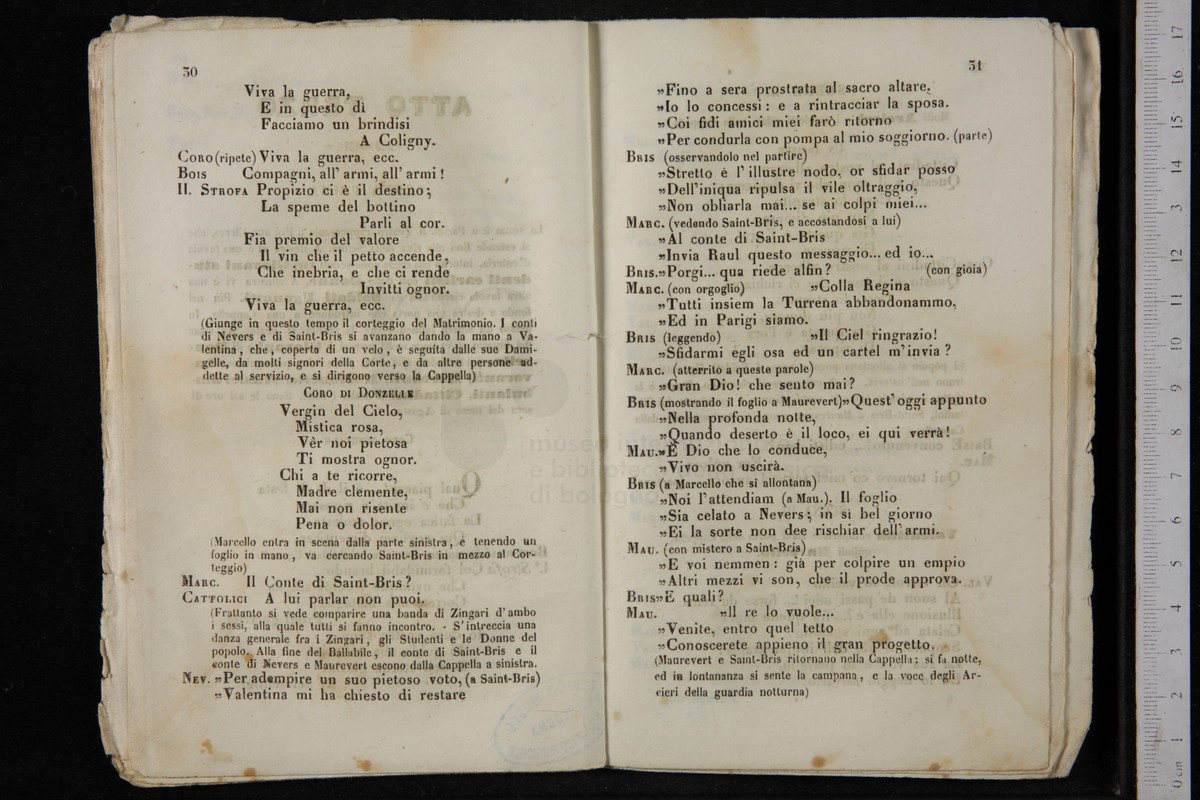 30
Viva la guerra,
E in questo dì
Facciamo un brindisi
A Coligny.
CORO (ripete) Viva la guerra, ecc.
BOIS Compagni, all' armi, all' armi!
II. STROFA Propizio ci è il destino;
La speme del bottino
Parli al cor.
Fia premio del valore
Il vin che il petto accende,
Che inebria, e che ci rende
Invitti ognor.
Viva la guerra, ecc.
(Giunge in questo tempo il corteggio del Matrimonio. I conti
di Nevers e di Saint-Bris si avanzano dando la mano a Va-
lentina, che, coperta di un velo, è seguita dalle sue Dami-
gelle, da molti signori della Corte, e da altre persone ad-
dette al servizio, e si dirigono verso la Cappella)
CORO DI DONZELLE
Vergin del Cielo,
Mistica rosa,
Vêr noi pietosa
Ti mostra ognor.
Chi a te ricorre,
Madre clemente,
Mai non risente
Pena o dolor.
(Marcello entra in scena dalla parte sinistra, e tenendo un
foglio in mano, va cercando Saint-Bris in mezzo al Cor-
teggio)
MARC. Il Conte di Saint-Bris?
CATTOLICI A lui parlar non puoi.
(Frattanto si vede comparire una banda di Zingari d' ambo
i sessi, alla quale tutti si fanno incontro. - S' intreccia una
danza generale fra i Zingari, gli Studenti e le Donne del
popolo. Alla fine del Ballabile, il conte di Saint-Bris e il
conte di Nevers e Maurevert escono dalla Cappella a sinistra.
NEV. »Per adempire un suo pietoso voto, (a Saint-Bris)
»Valentina mi ha chiesto di restare
31
»Fino a sera prostrata al sacro altare.
»Io lo concessi: e a rintracciar la sposa.
»Coi fidi amici miei farò ritorno
»Per condurla con pompa al mio soggiorno. (parte)
BRIS (osservandolo nel partire)
»Stretto è l' illustre nodo, or sfidar posso
»Dell'iniqua ripulsa il vile oltraggio,
»Non obliarla mai... se ai colpi miei...
MARC. (vedendo Saint-Bris, e accostandosi a lui)
»Al conte di Saint-Bris
»Invia Raul questo messaggio... ed io...
BRIS. »Porgi... qua riede alfin? (con gioia)
MARC. (con orgoglio) »Colla Regina
»Tutti insiem la Turrena abbandonammo,
»Ed in Parigi siamo.
BRIS (leggendo) »Il Ciel ringrazio!
»Sfidarmi egli osa ed un cartel m' invia?
MARC. (atterrito a queste parole)
»Gran Dio! che sento mai?
BRIS (mostrando il foglio a Maurevert) »Quest' oggi appunto
»Nella profonda notte,
»Quando deserto è il loco, ei qui verrà!
MAU. »E Dio che lo conduce,
»Vivo non uscirà.
BRIS (a Marcello che si allontana)
»Noi l' attendiam (a Mau.). Il foglio
»Sia celato a Nevers; in sì bel giorno
»Ei la sorte non dee rischiar dell' armi.
MAU. (con mistero a Saint-Bris)
»E voi nemmen: già per colpire un empio
»Altri mezzi vi son, che il prode approva.
BRIS »E quali?
MAU. »Il re lo vuole...
»Venite, entro quel tetto
»Conoscerete appieno il gran progetto.
(Maurevert e Saint-Bris ritornano nella Cappella: si fa notte,
ed in lontananza si sente la campana, e la voce degli Ar-
cieri della guardia notturna)